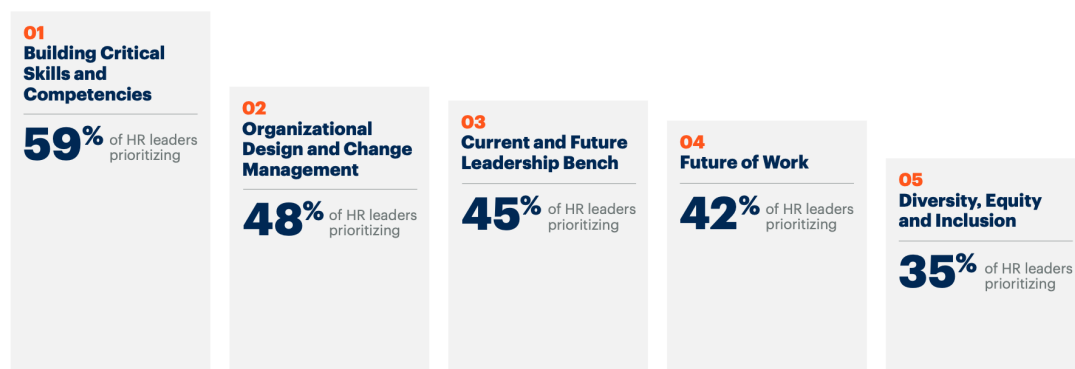 01
Building Critical
Skills and
Competencies
59% of HR leaders
prioritizing
02
Organizational
Design and Change
Management
48% of HR leaders
prioritizing
03
Current and Future
Leadership Bench
45% of HR leaders
prioritizing
04
Future of Work
42% of HR leaders
prioritizing
05
Diversity, Equity
and Inclusion
35% of HR leaders
prioritizing